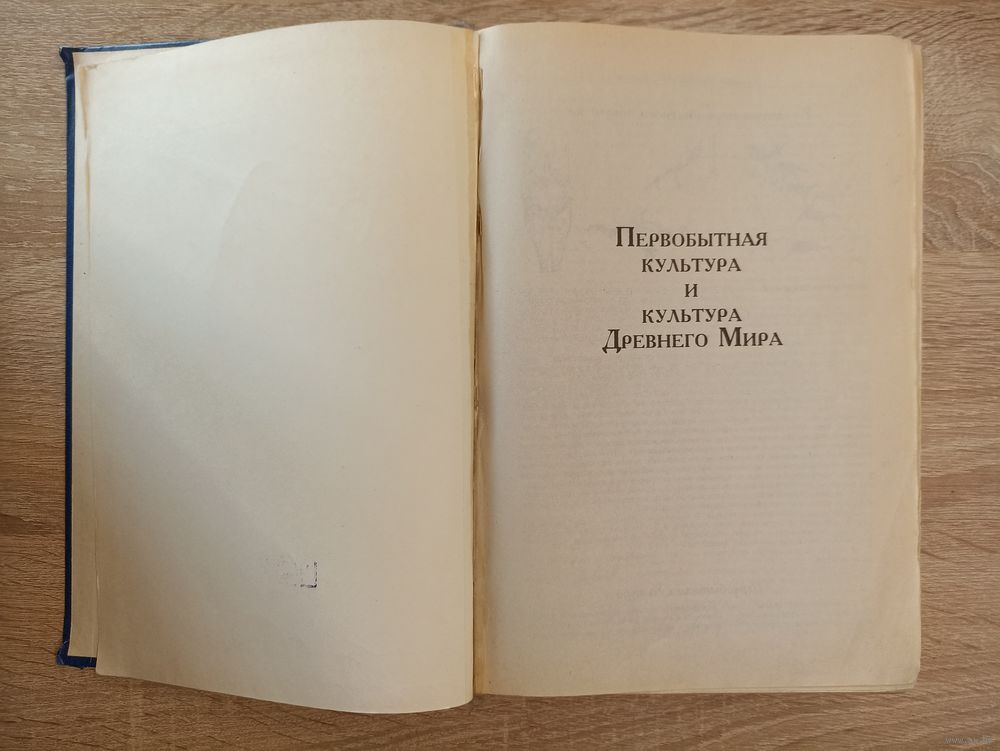 Первобытная
культура
и
культура
Древнего Мира